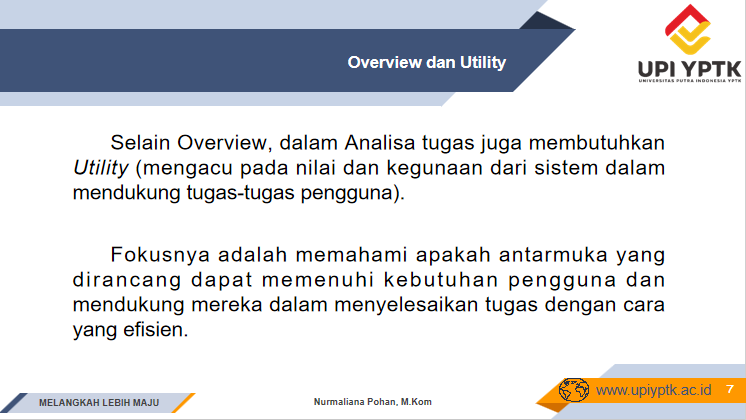 Overview dan Utility
UPI YPTK
UNIVERSITAS PUTRA INDONESIA YPTK
Selain Overview, dalam Analisa tugas juga membutuhkan
Utility (mengacu pada nilai dan kegunaan dari sistem dalam
mendukung tugas-tugas pengguna).
Fokusnya adalah memahami apakah antarmuka yang
dirancang dapat memenuhi kebutuhan pengguna dan
mendukung mereka dalam menyelesaikan tugas dengan cara
yang efisien.
MELANGKAH LEBIH MAJU
Nurmaliana Pohan, M.Kom
www.upiyptk.ac.id 7